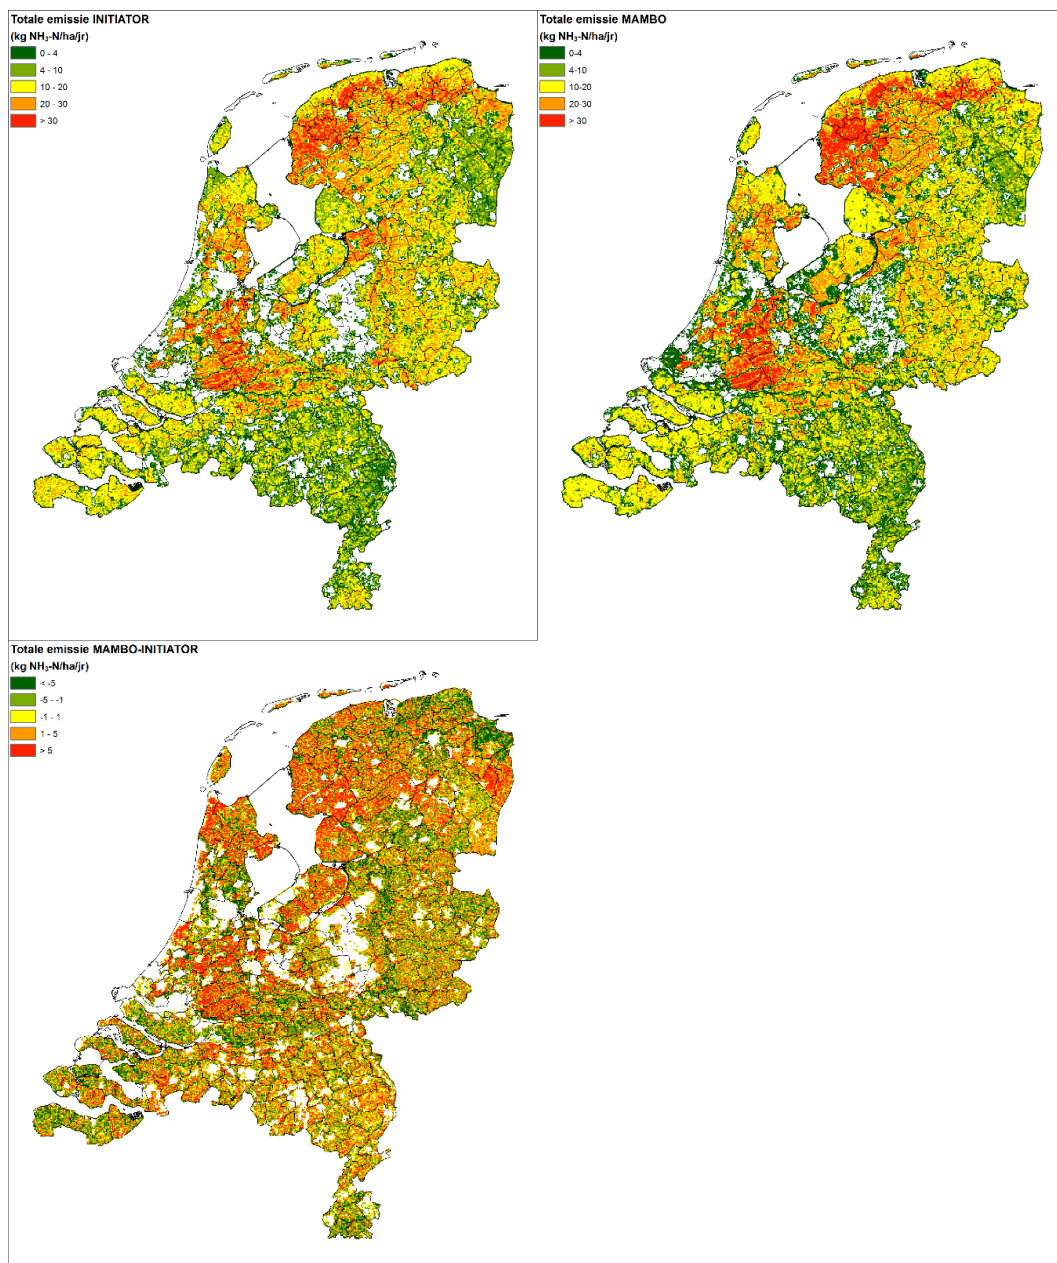 Totale emissie INITIATOR
(kg NH₃-N/ha/jr)
0 - 4
4 - 10
10 - 20
20 - 30
> 30
Totale emissie MAMBO
(kg NH₃-N/ha/jr)
0-4
4-10
10-20
20-30
> 30
Totale emissie MAMBO-INITIATOR
(kg NH₃-N/ha/jr)
< -5
-5 - -1
-1 - 1
1 - 5
> 5